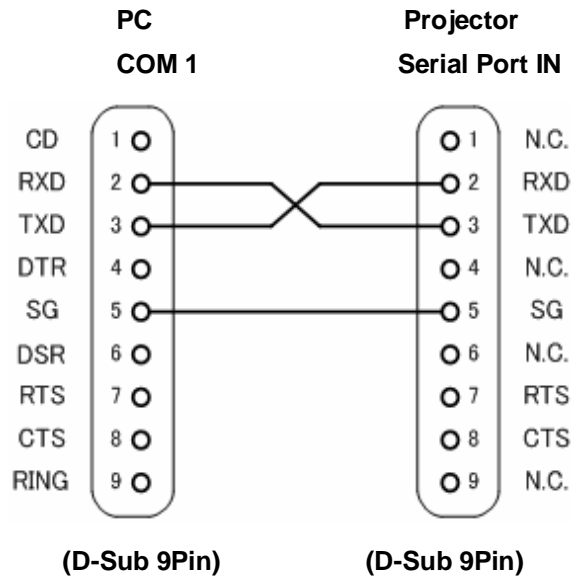 PC Projector
COM 1 Serial Port IN
CD 1 1 N.C.
RXD 2 2 RXD
TXD 3 3 TXD
DTR 4 4 N.C.
SG 5 5 SG
DSR 6 6 N.C.
RTS 7 7 RTS
CTS 8 8 CTS
RING 9 9 N.C.
(D-Sub 9Pin) (D-Sub 9Pin)